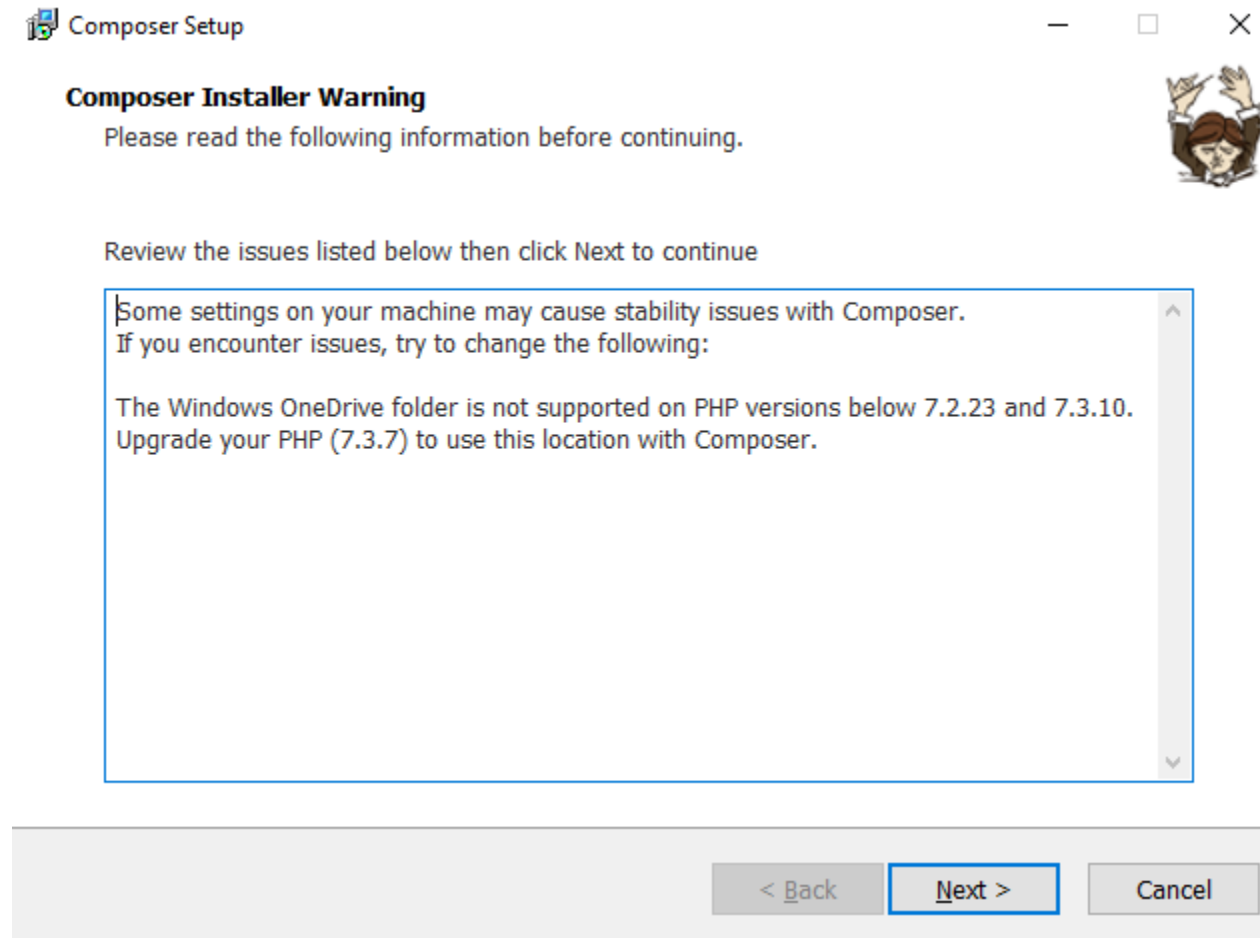 Composer Setup
Composer Installer Warning
Please read the following information before continuing.
Review the issues listed below then click Next to continue
Some settings on your machine may cause stability issues with Composer.
If you encounter issues, try to change the following:
The Windows OneDrive folder is not supported on PHP versions below 7.2.23 and 7.3.10.
Upgrade your PHP (7.3.7) to use this location with Composer.
< Back
Next >
Cancel